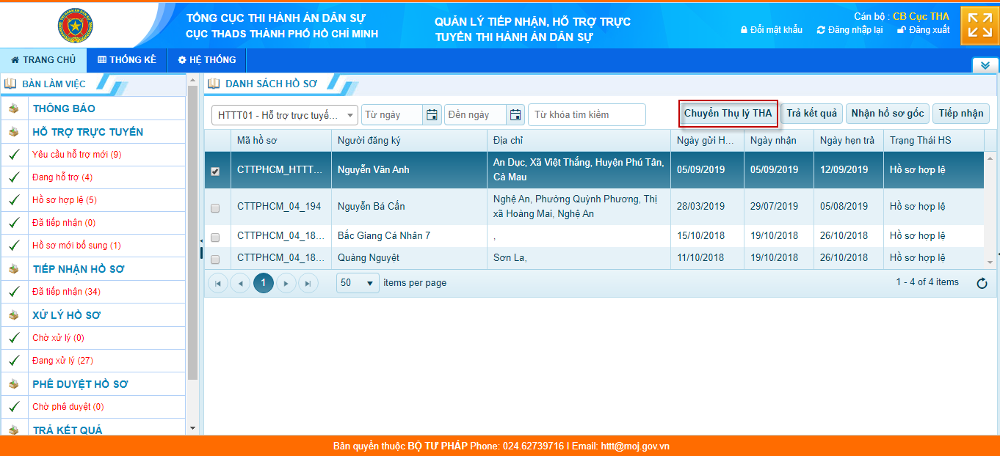 TỔNG CỤC THI HÀNH ÁN DÂN SỰ
CỤC THADS THÀNH PHỐ HỒ CHÍ MINH
QUẢN LÝ TIẾP NHẬN, HỖ TRỢ TRỰC
TUYẾN THI HÀNH ÁN DÂN SỰ
Cán bộ : CB Cục THA
Đổi mật khẩu Đăng nhập lại Đăng xuất
TRANG CHỦ THỐNG KÊ HỆ THỐNG
BÀN LÀM VIỆC
THÔNG BÁO
HỖ TRỢ TRỰC TUYẾN
Yêu cầu hỗ trợ mới (9)
Đang hỗ trợ (4)
Hồ sơ hợp lệ (5)
Đã tiếp nhận (0)
Hồ sơ mới bổ sung (1)
TIẾP NHẬN HỒ SƠ
Đã tiếp nhận (34)
XỬ LÝ HỒ SƠ
Chờ xử lý (0)
Đang xử lý (27)
PHÊ DUYỆT HỒ SƠ
Chờ phê duyệt (0)
TRẢ KẾT QUẢ
DANH SÁCH HỒ SƠ
HTTT01 - Hỗ trợ trực tuyế... Từ ngày Đến ngày Từ khóa tìm kiếm Chuyển Thụ lý THA Trả kết quả Nhận hồ sơ gốc Tiếp nhận
Mã hồ sơ Người đăng ký Địa chỉ Ngày gửi H... Ngày nhận Ngày hẹn trả Trạng Thái HS
CTTPHCM_HTTT... Nguyễn Văn Anh An Dục, Xã Việt Thắng, Huyện Phú Tân, 05/09/2019 05/09/2019 12/09/2019 Hồ sơ hợp lệ
Cà Mau
CTTPHCM_04_194 Nguyễn Bá Cấn Nghệ An, Phường Quỳnh Phương, Thị 28/03/2019 29/07/2019 05/08/2019 Hồ sơ hợp lệ
xã Hoàng Mai, Nghệ An
CTTPHCM_04_18... Bắc Giang Cá Nhân 7 , 15/10/2018 19/10/2018 26/10/2018 Hồ sơ hợp lệ
CTTPHCM_04_18... Quàng Nguyệt Sơn La, 11/10/2018 19/10/2018 26/10/2018 Hồ sơ hợp lệ
1 50 items per page 1 - 4 of 4 items
Bản quyền thuộc BỘ TƯ PHÁP Phone: 024.62739716 I Email: httt@moj.gov.vn